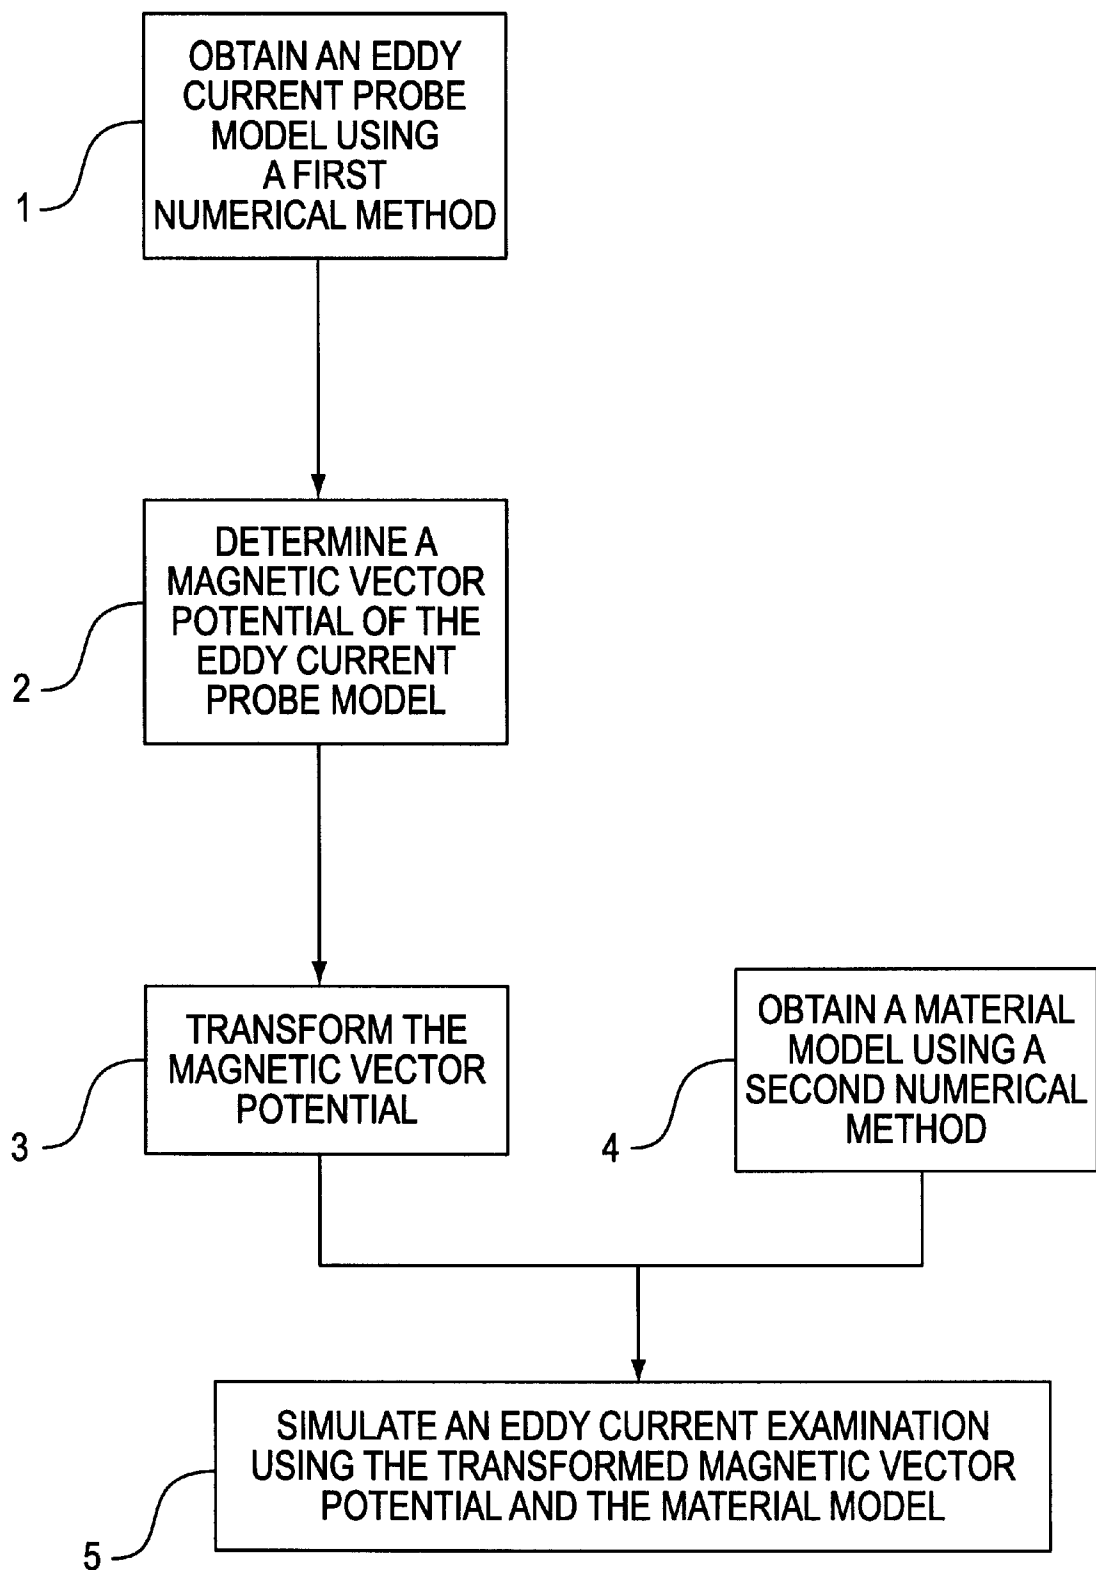 OBTAIN AN EDDY
CURRENT PROBE
MODEL USING
A FIRST
NUMERICAL METHOD
1
DETERMINE A
MAGNETIC VECTOR
POTENTIAL OF THE
EDDY CURRENT
PROBE MODEL
2
TRANSFORM THE
MAGNETIC VECTOR
POTENTIAL
3
OBTAIN A MATERIAL
MODEL USING A
SECOND NUMERICAL
METHOD
4
SIMULATE AN EDDY CURRENT EXAMINATION
USING THE TRANSFORMED MAGNETIC VECTOR
POTENTIAL AND THE MATERIAL MODEL
5